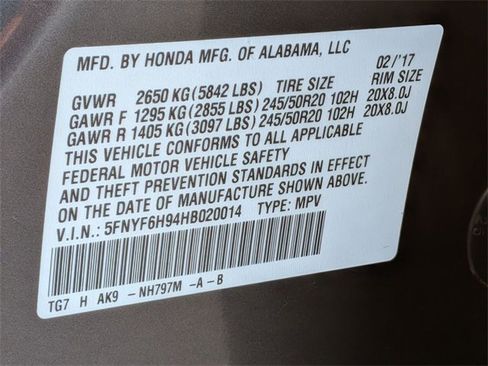 MFD. BY HONDA MFG. OF ALABAMA, LLC 02/'17
GVWR 2650 KG(5842 LBS) TIRE SIZE RIM SIZE
GAWR F 1295 KG(2855 LBS)245/50R20 102H 20X8.0J
GAWR R 1405 KG(3097 LBS)245/50R20 102H 20X8.0J
THIS VEHICLE CONFORMS TO ALL APPLICABLE
FEDERAL MOTOR VEHICLE SAFETY
AND THEFT PREVENTION STANDARDS IN EFFECT
ON THE DATE OF MANUFACTURE SHOWN ABOVE.
V.I.N.: 5FNYF6H94HB020014 TYPE: MPV
TG7 H AK9 -NH797M -A-B